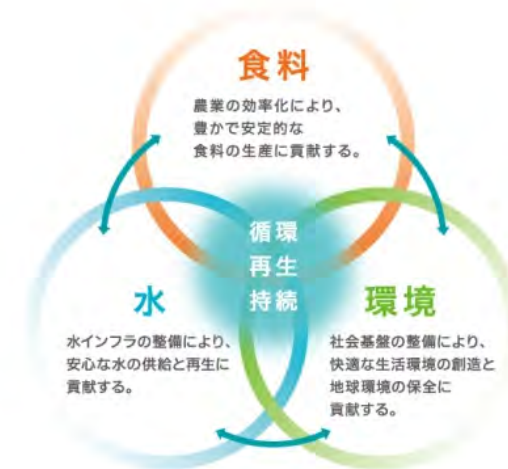 食料
農業の効率化により、
豊かで安定的な
食料の生産に貢献する。
循環
再生
持続
水
水インフラの整備により、
安心な水の供給と再生に
貢献する。
環境
社会基盤の整備により、
快適な生活環境の創造と
地球環境の保全に
貢献する。